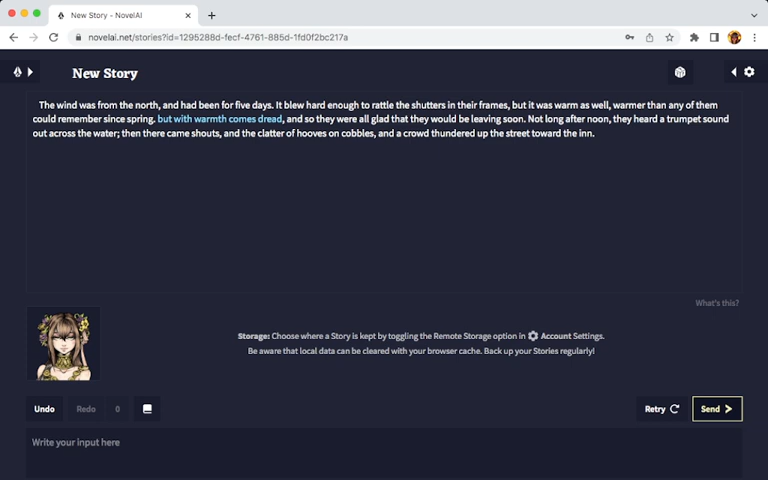 New Story - NovelAI
novelai.net/stories?id=1295288d-fecf-4761-885d-1fd0f2bc217a
New Story
The wind was from the north, and had been for five days. It blew hard enough to rattle the shutters in their frames, but it was warm as well, warmer than any of them
could remember since spring. but with warmth comes dread, and so they were all glad that they would be leaving soon. Not long after noon, they heard a trumpet sound
out across the water; then there came shouts, and the clatter of hooves on cobbles, and a crowd thundered up the street toward the inn.
What's this?
Storage: Choose where a Story is kept by toggling the Remote Storage option in Account Settings.
Be aware that local data can be cleared with your browser cache. Back up your Stories regularly!
Undo Redo 0 Retry Send
Write your input here